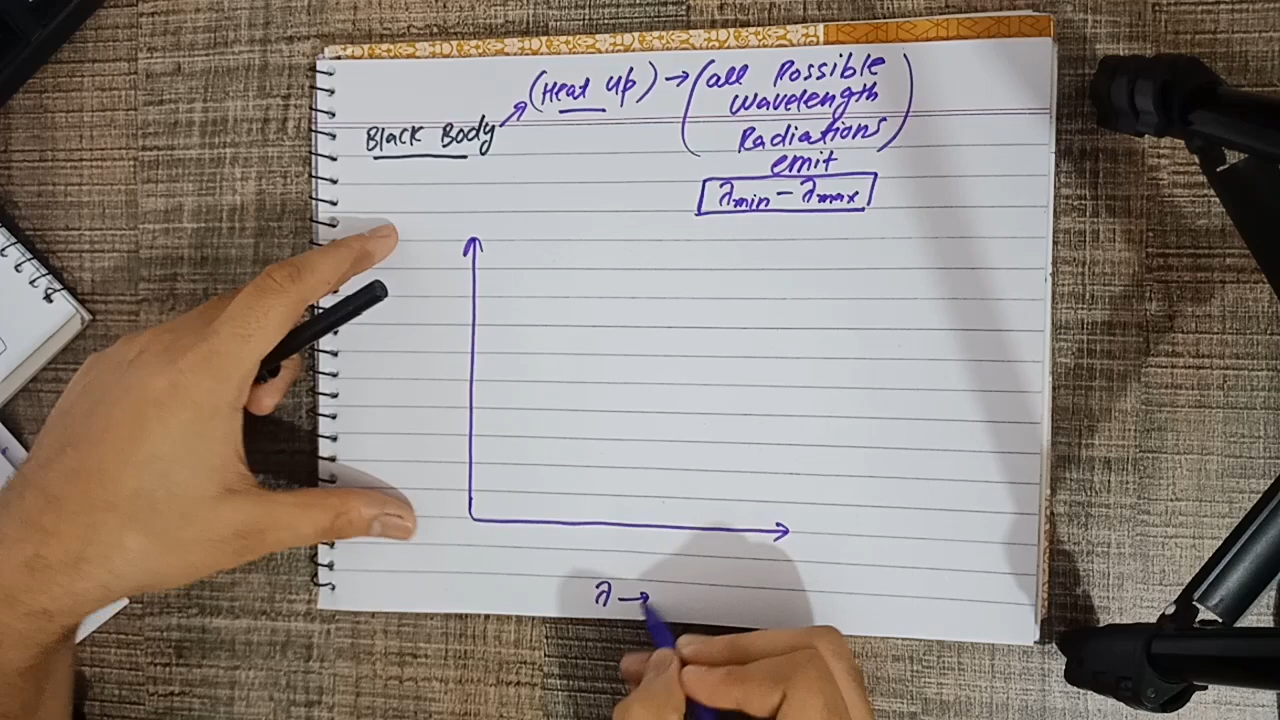 (Heat Up) → (all Possible
Wavelength
Black Body
Radiations)
emit
λmin - λmax
λ →